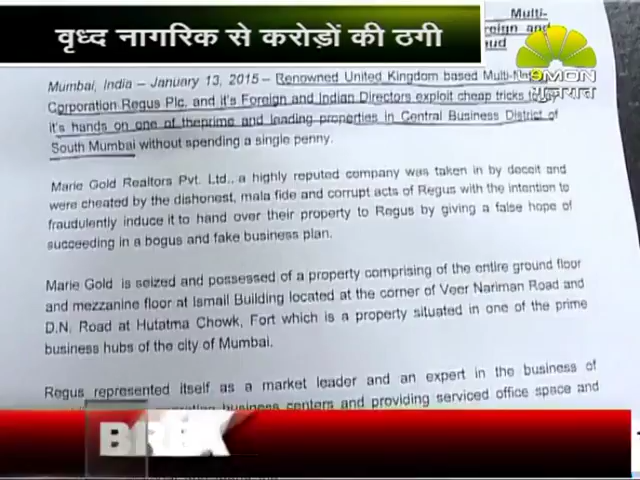 वृध्द नागरिक से करोड़ों की ठगी
Multi-
LEMON
गुजरात
Mumbai, India – January 13, 2015 – Renowned United Kingdom based
Corporation Regus Plc. and it's Foreign and Indian Directors exploit cheap tricks
it's hands on one of theprime and leading properties in Central Business District of
South Mumbai without spending a single penny.
Marie Gold Realtors Pvt. Ltd., a highly reputed company was taken in by deceit and
were cheated by the dishonest, mala fide and corrupt acts of Regus with the intention to
fraudulently induce it to hand over their property to Regus by giving a false hope of
succeeding in a bogus and fake business plan.
Marie Gold is seized and possessed of a property comprising of the entire ground floor
and mezzanine floor at Ismail Building located at the corner of Veer Nariman Road and
D.N. Road at Hutatma Chowk, Fort which is a property situated in one of the prime
business hubs of the city of Mumbai.
Regus represented itself as a market leader and an expert in the business of
business centers and providing serviced office space and
BREK